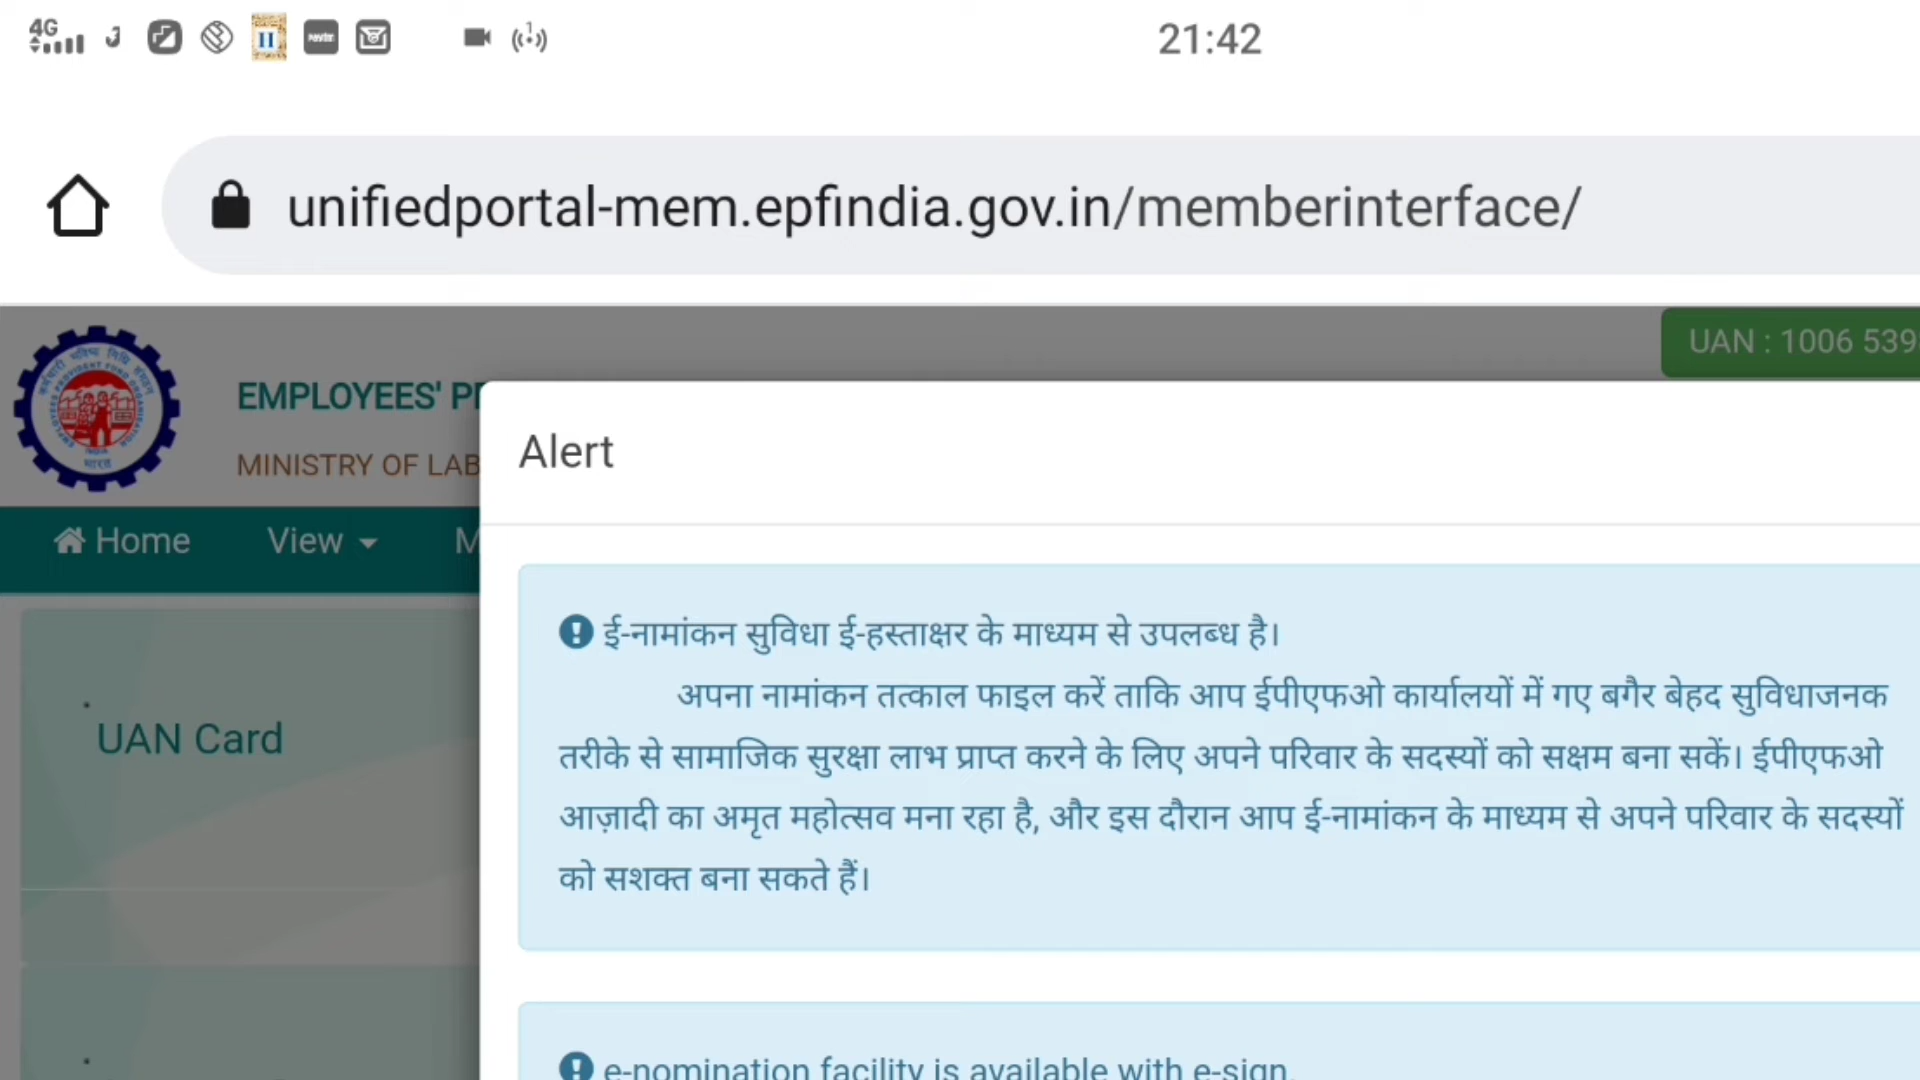 4G
21:42
unifiedportal-mem.epfindia.gov.in/memberinterface/
UAN : 1006 539
EMPLOYEES'
MINISTRY OF
Alert
Home View
ई-नामांकन सुविधा ई-हस्ताक्षर के माध्यम से उपलब्ध है।
अपना नामांकन तत्काल फाइल करें ताकि आप ईपीएफओ कार्यालयों में गए बगैर बेहद सुविधाजनक
तरीके से सामाजिक सुरक्षा लाभ प्राप्त करने के लिए अपने परिवार के सदस्यों को सक्षम बना सकें। ईपीएफओ
आज़ादी का अमृत महोत्सव मना रहा है, और इस दौरान आप ई-नामांकन के माध्यम से अपने परिवार के सदस्यों
को सशक्त बना सकते हैं।
UAN Card
e-nomination facility is available with e-sign.